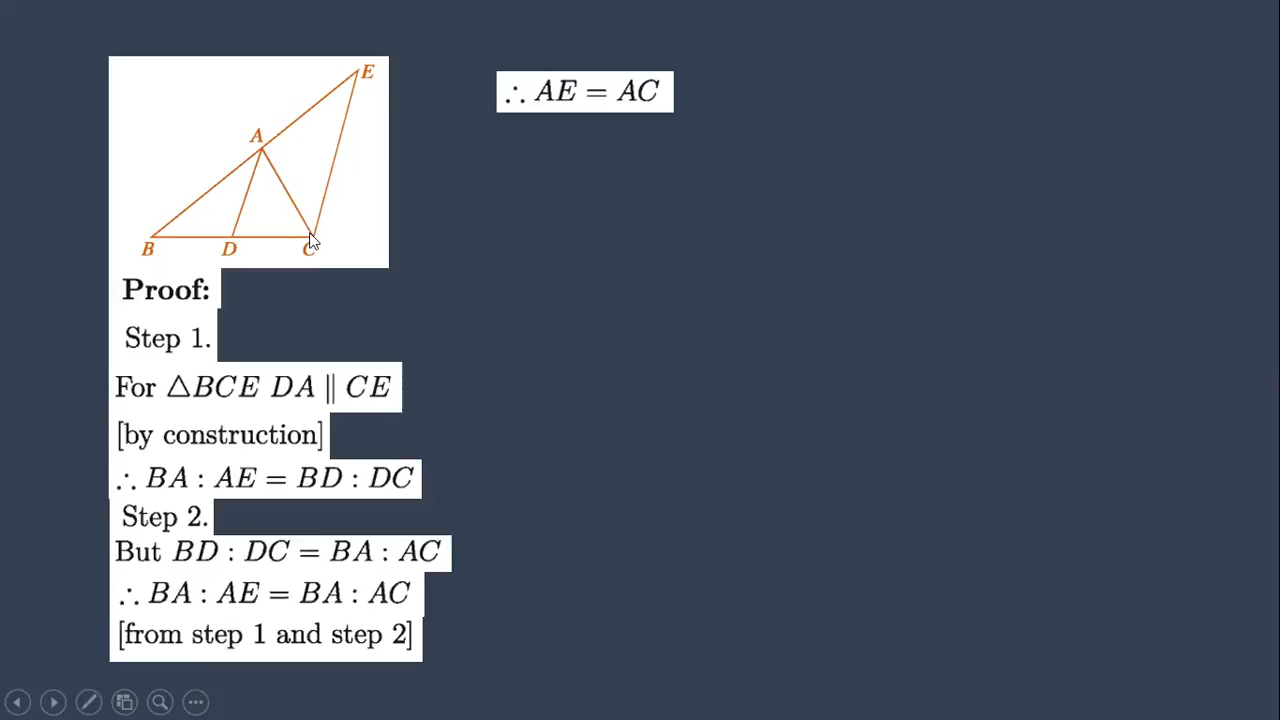 E
A
B D C
Proof:
Step 1.
For △BCE DA ∥ CE
[by construction]
∴ BA : AE = BD : DC
Step 2.
But BD : DC = BA : AC
∴ BA : AE = BA : AC
[from step 1 and step 2]
∴ AE = AC